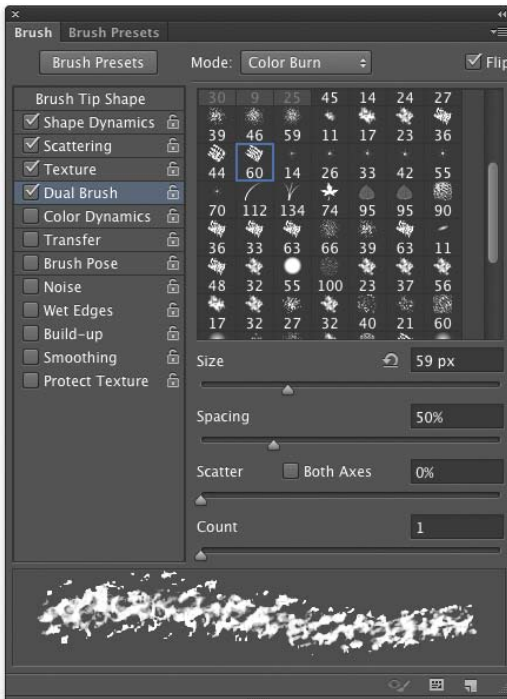 Brush Brush Presets
Brush Presets Mode: Color Burn Flip
Brush Tip Shape
Shape Dynamics
Scattering
Texture
Dual Brush
Color Dynamics
Transfer
Brush Pose
Noise
Wet Edges
Build-up
Smoothing
Protect Texture
30 9 25 45 14 24 27
39 46 59 11 17 23 36
44 60 14 26 33 42 55
70 112 134 74 95 95 90
36 33 63 66 39 63 11
48 32 55 100 23 37 56
17 32 27 32 40 21 60
Size 59 px
Spacing 50%
Scatter Both Axes 0%
Count 1